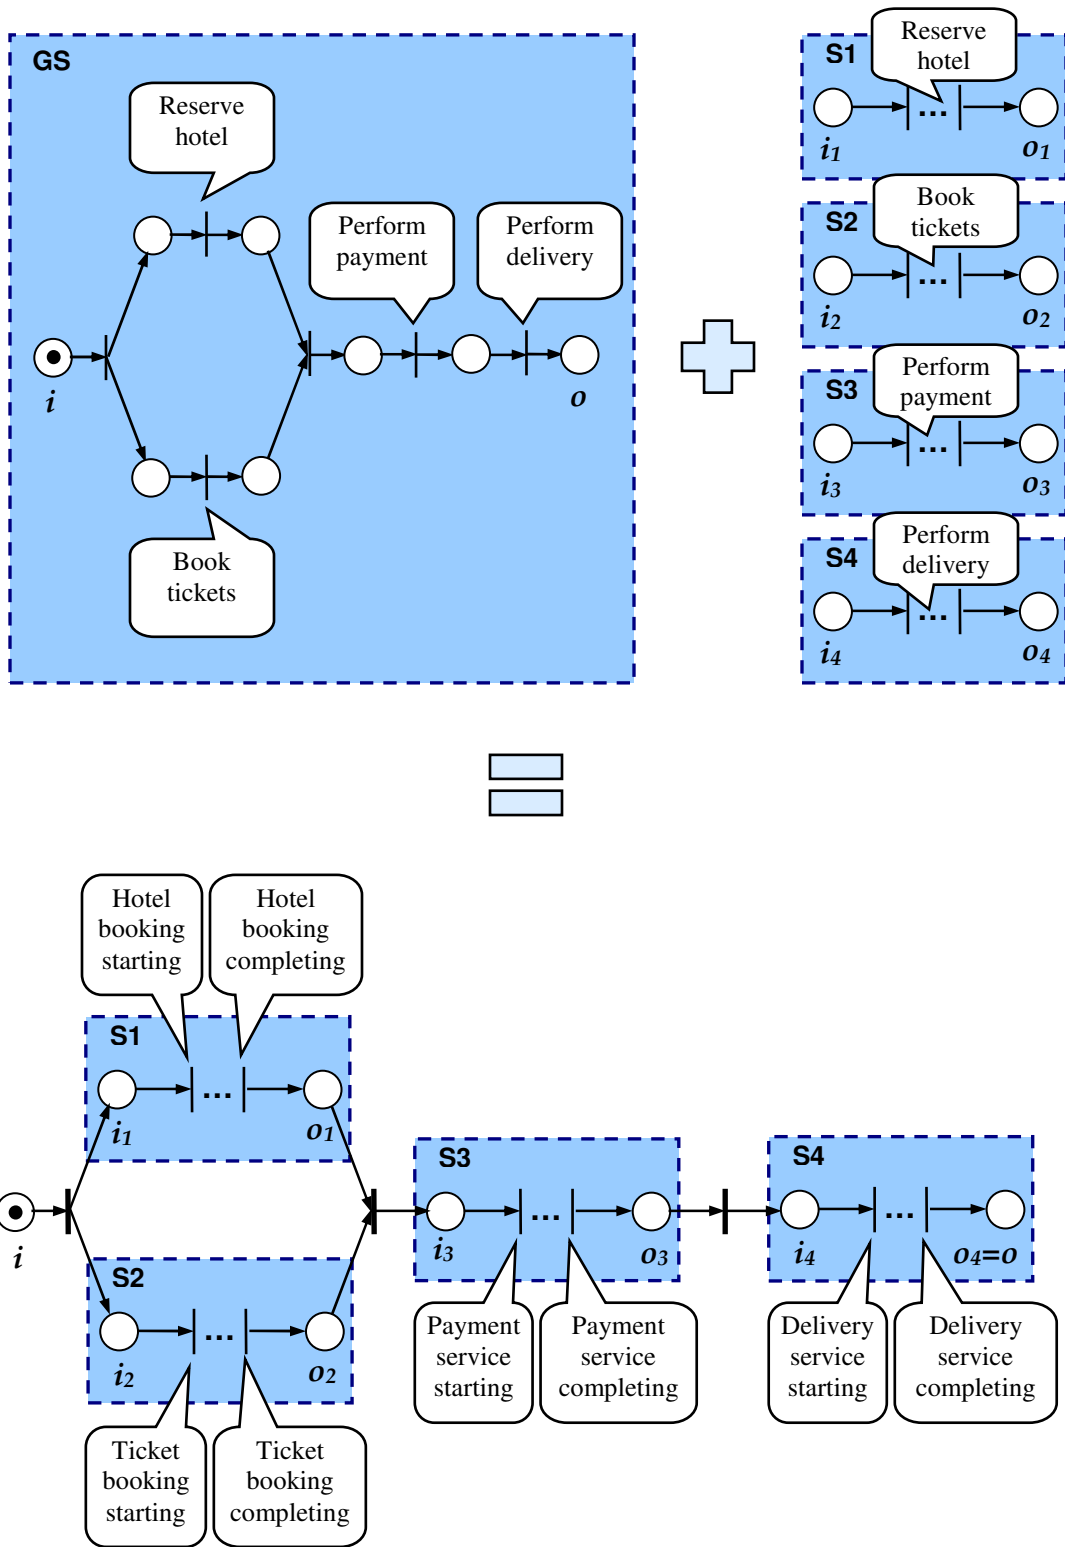 GS
Reserve
hotel
Perform
payment
Perform
delivery
i
o
Book
tickets
S1
Reserve
hotel
...
i1
o1
S2
Book
tickets
...
i2
o2
S3
Perform
payment
...
i3
o3
S4
Perform
delivery
...
i4
o4
Hotel
booking
starting
Hotel
booking
completing
S1
...
i1
o1
i
S2
...
i2
o2
Ticket
booking
starting
Ticket
booking
completing
S3
...
i3
o3
Payment
service
starting
Payment
service
completing
S4
...
i4
o4=o
Delivery
service
starting
Delivery
service
completing